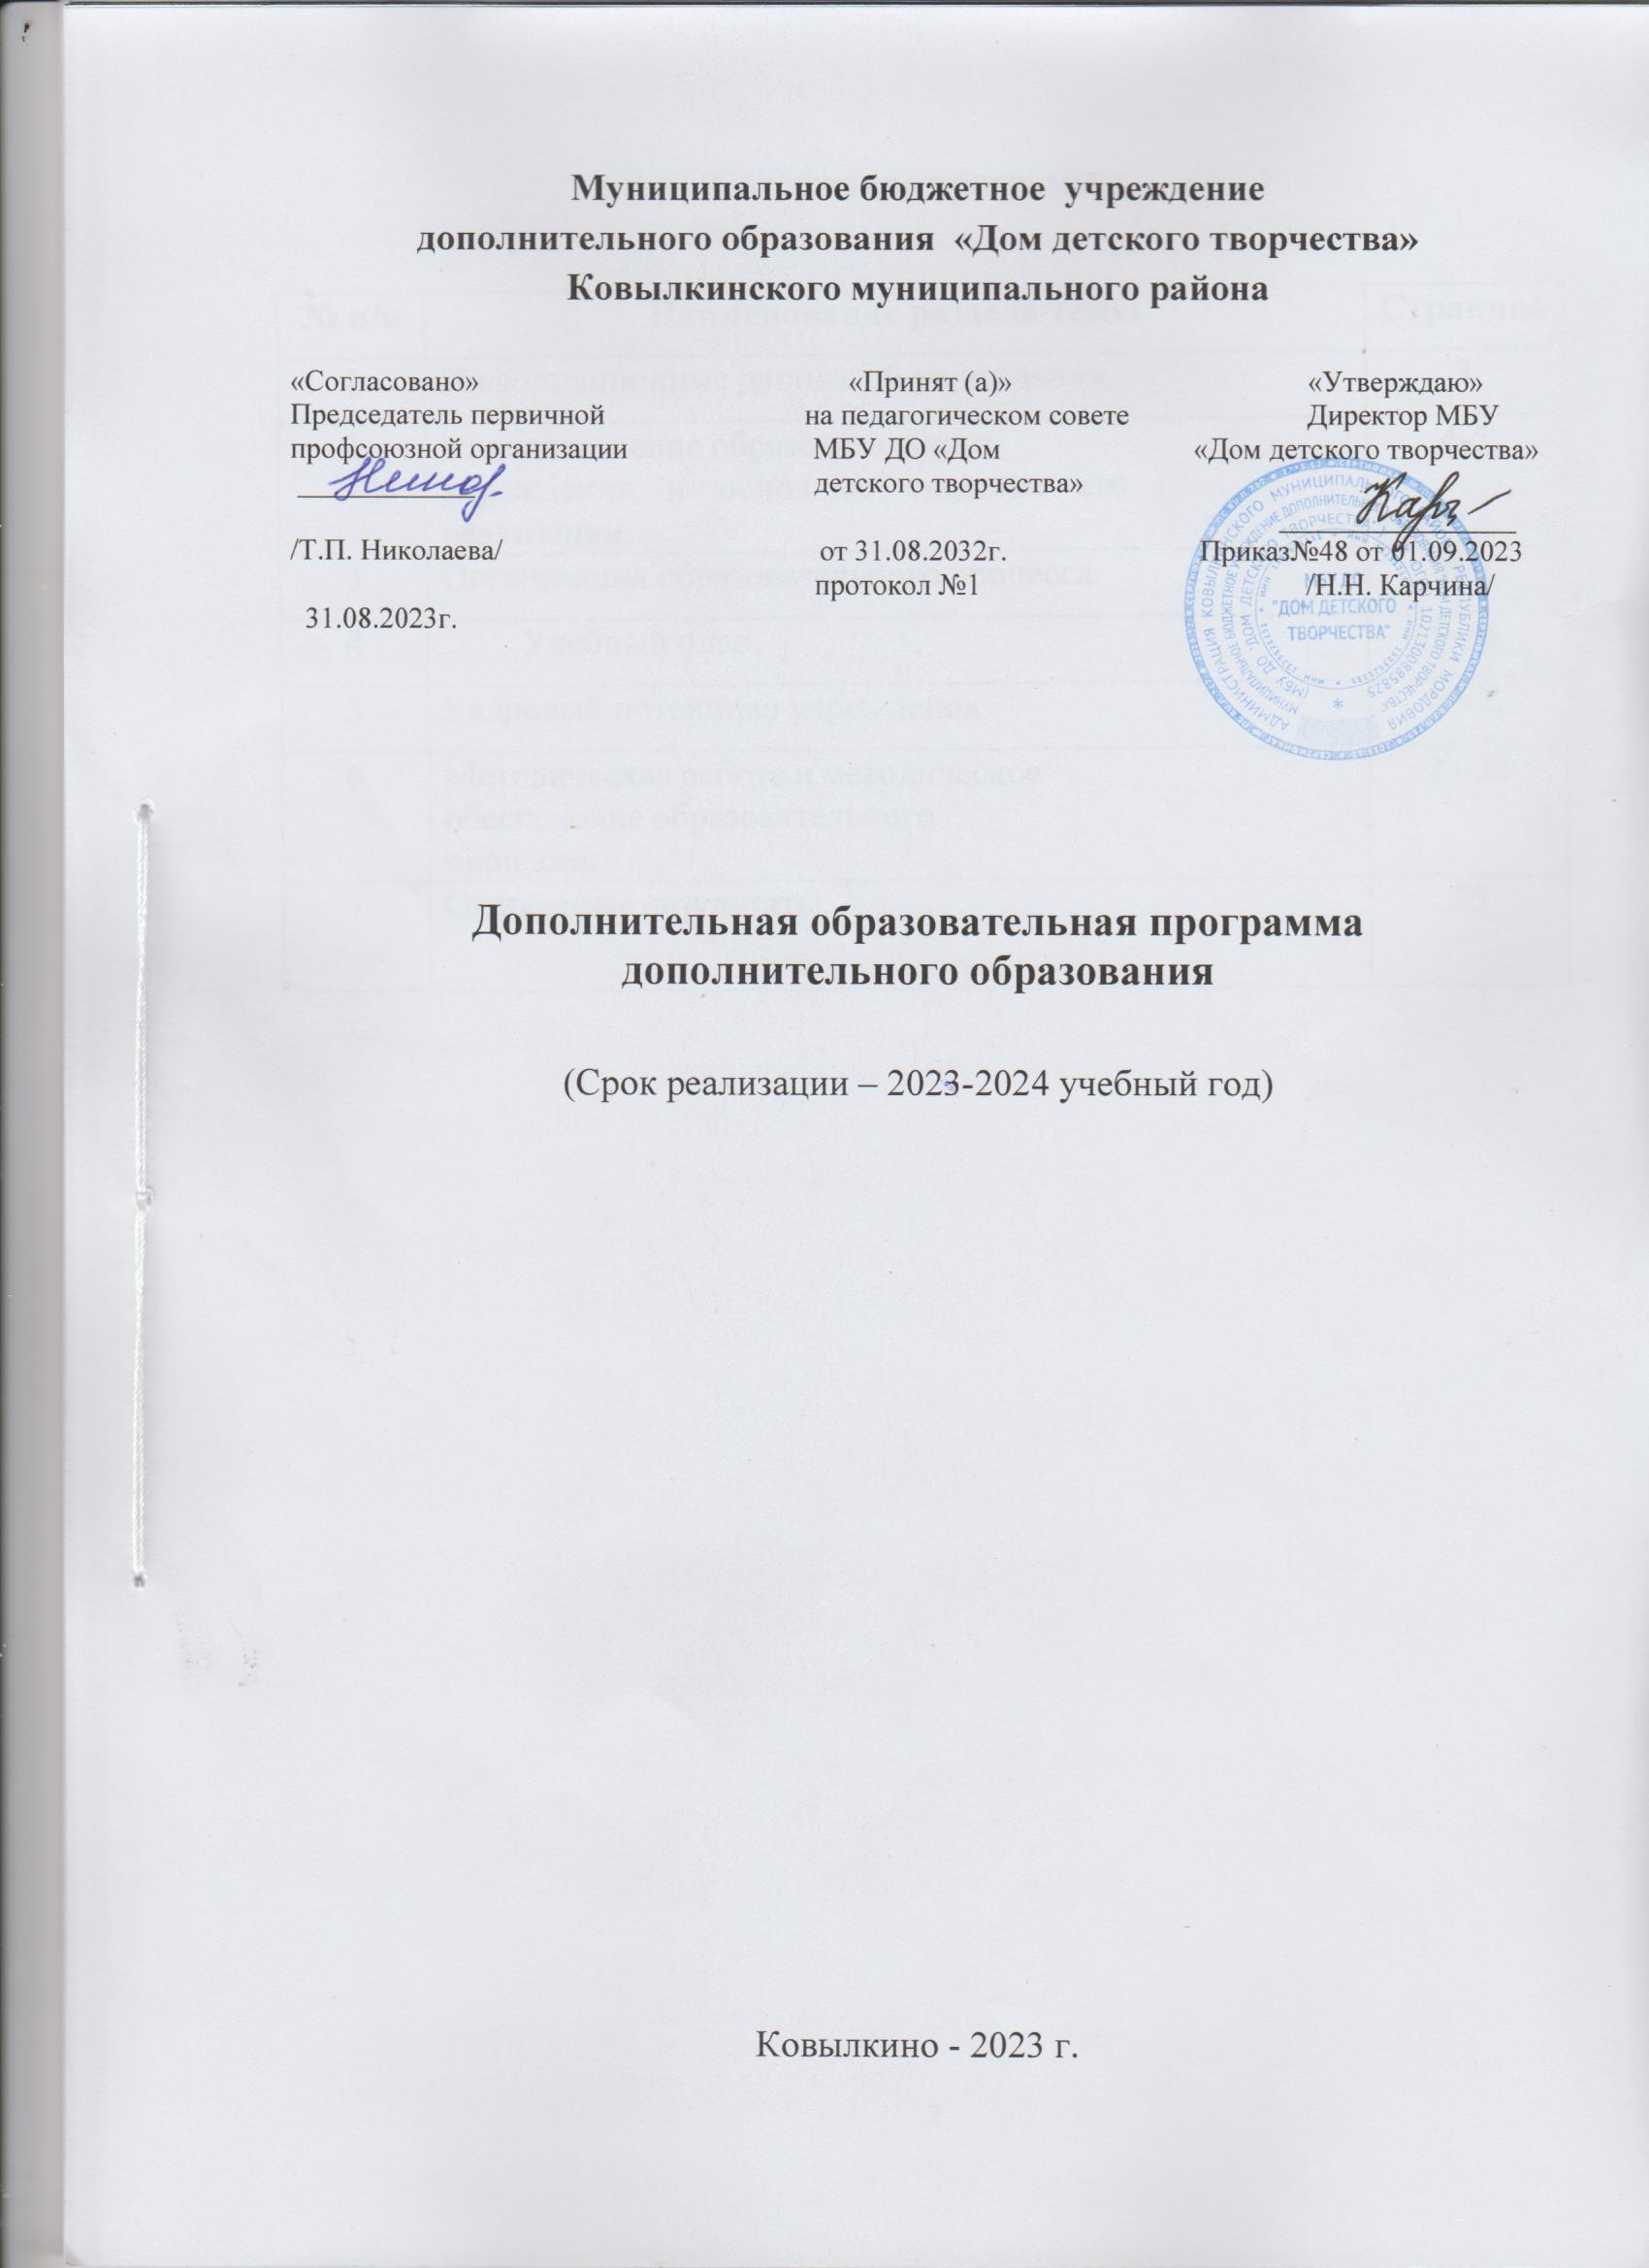 Муниципальное бюджетное учреждение
дополнительного образования «Дом детского творчества»
Ковылкинского муниципального района
«Согласовано»
Председатель первичной
профсоюзной организации
/Т.П. Николаева/
31.08.2023г.
«Принят (а)»
на педагогическом совете
МБУ ДО «Дом
детского творчества»
от 31.08.2032г.
протокол №1
«Утверждаю»
Директор МБУ
«Дом детского творчества»
Приказ№48 от 01.09.2023
/Н.Н. Карчина/
МБУ ДО
"ДОМ ДЕТСКОГО
ТВОРЧЕСТВА"
Дополнительная образовательная программа
дополнительного образования
(Срок реализации – 2023-2024 учебный год)
Ковылкино - 2023 г.